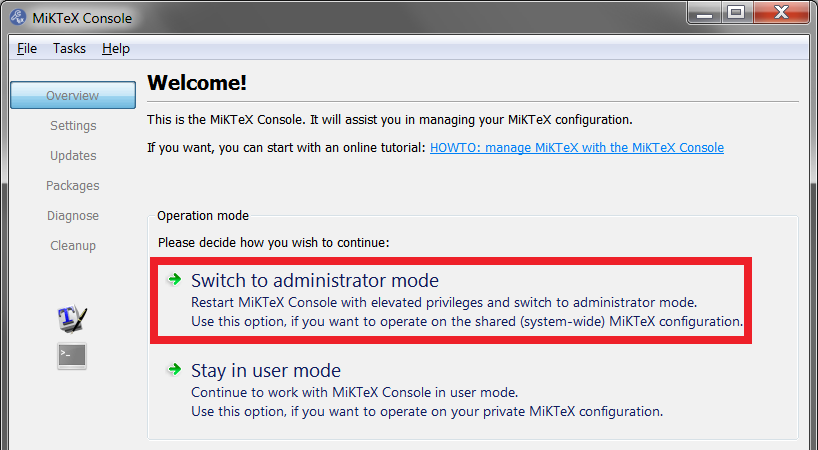 MiKTeX Console
File Tasks Help
Welcome!
Overview
Settings
Updates
Packages
Diagnose
Cleanup
This is the MiKTeX Console. It will assist you in managing your MiKTeX configuration.
If you want, you can start with an online tutorial: HOWTO: manage MiKTeX with the MiKTeX Console
Operation mode
Please decide how you wish to continue:
Switch to administrator mode
Restart MiKTeX Console with elevated privileges and switch to administrator mode.
Use this option, if you want to operate on the shared (system-wide) MiKTeX configuration.
Stay in user mode
Continue to work with MiKTeX Console in user mode.
Use this option, if you want to operate on your private MiKTeX configuration.
T
>_